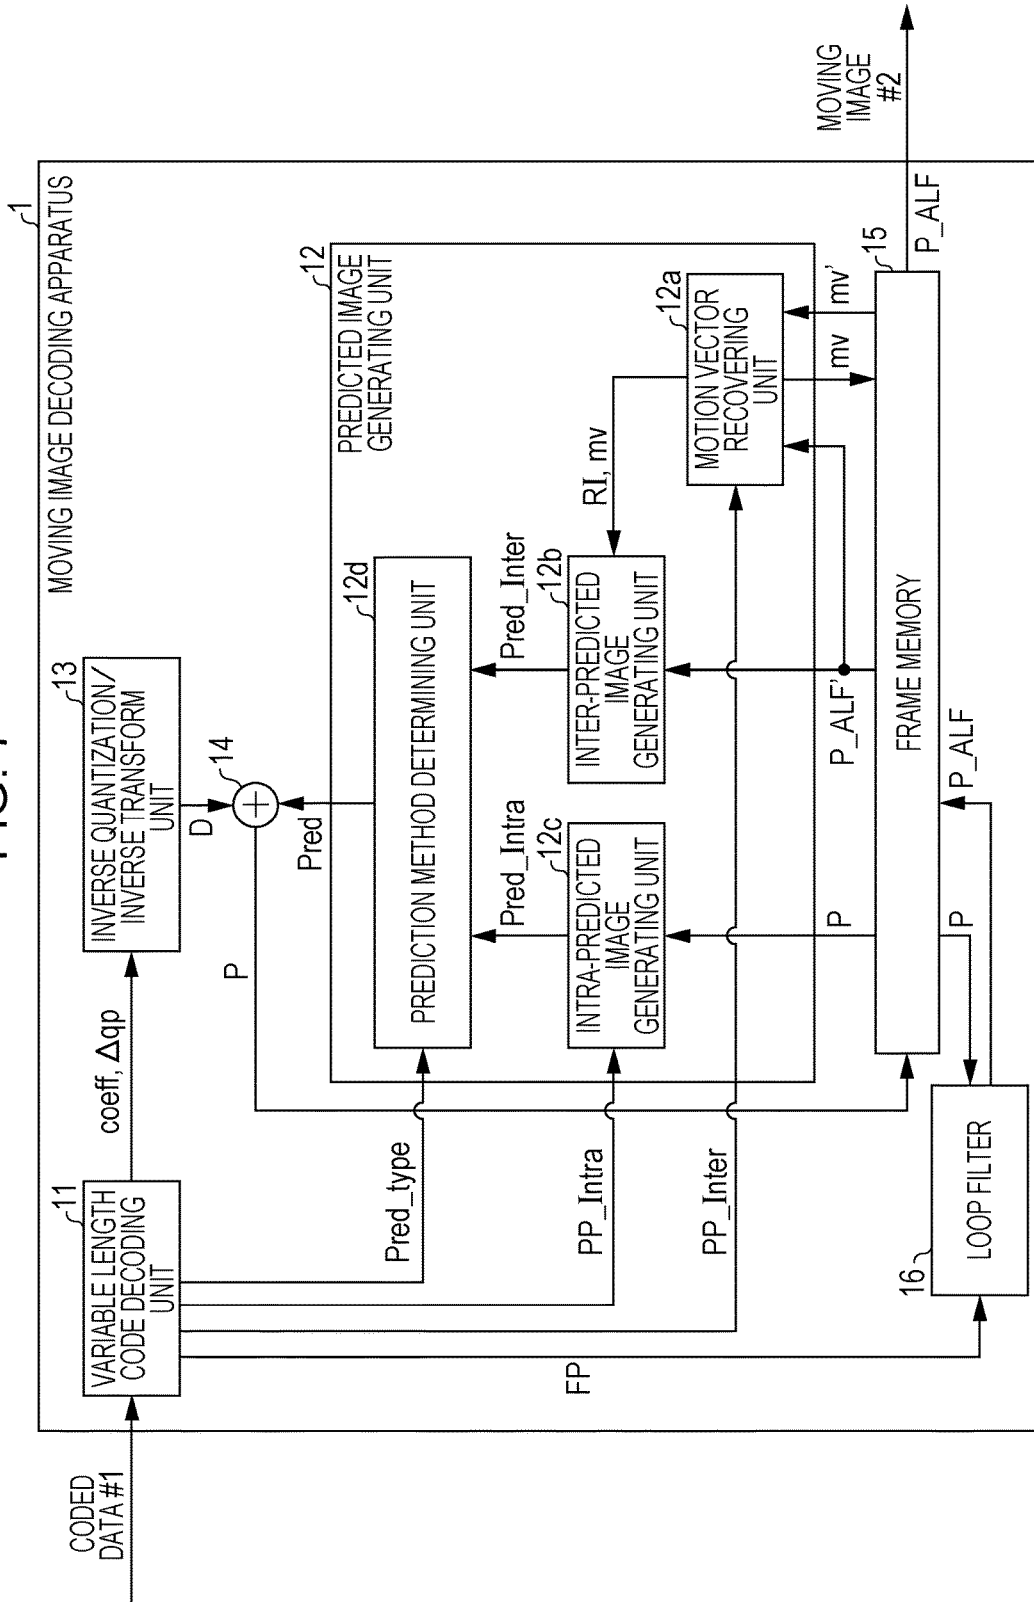 1
MOVING IMAGE DECODING APPARATUS
CODED
DATA #1
11
VARIABLE LENGTH
CODE DECODING
UNIT
coeff, Δqp
13
INVERSE QUANTIZATION/
INVERSE TRANSFORM
UNIT
D
14
+
P
Pred
12
PREDICTED IMAGE
GENERATING UNIT
Pred_type
12d
PREDICTION METHOD DETERMINING UNIT
Pred_Intra
Pred_Inter
RI, mv
PP_Intra
12c
INTRA-PREDICTED
IMAGE
GENERATING UNIT
12b
INTER-PREDICTED
IMAGE
GENERATING UNIT
12a
MOTION VECTOR
RECOVERING
UNIT
PP_Inter
P
P_ALF'
mv
mv'
15
FRAME MEMORY
P_ALF
MOVING
IMAGE
#2
FP
16
LOOP FILTER
P
P_ALF